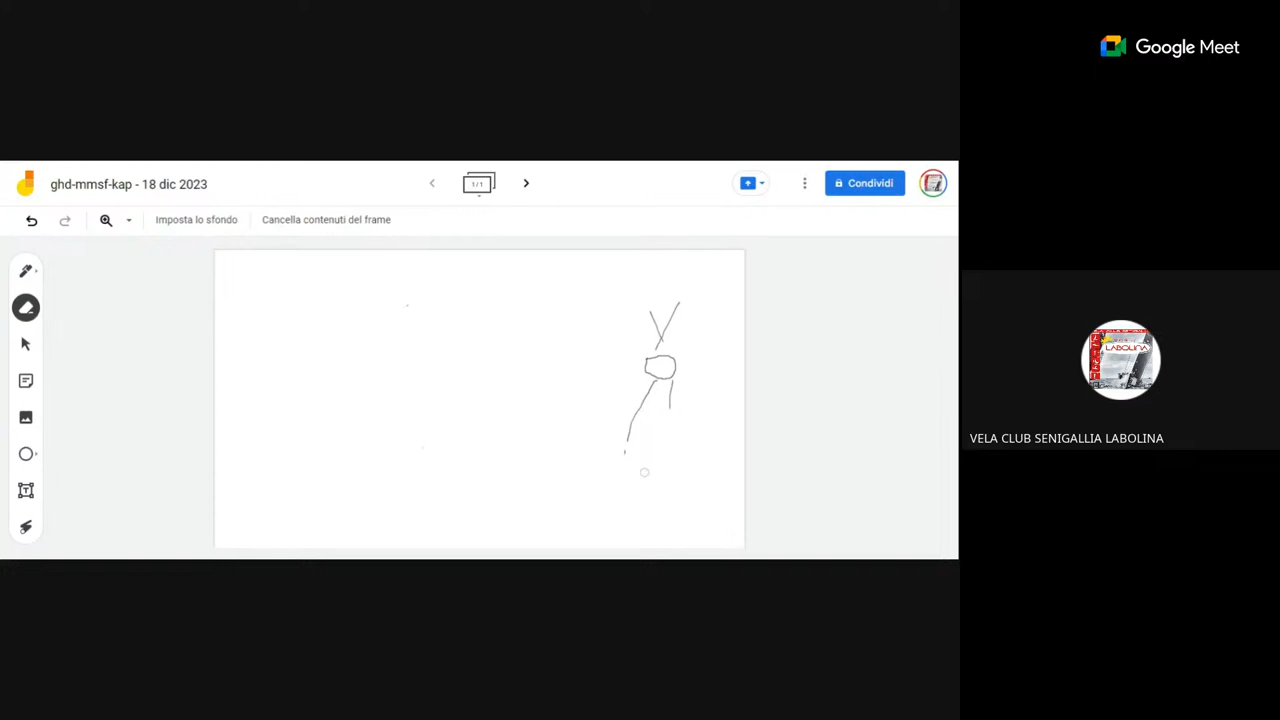 Google Meet
ghd-mmsf-kap - 18 dic 2023
1/1
Condividi
Imposta lo sfondo
Cancella contenuti del frame
LABOLINA
VELA CLUB SENIGALLIA LABOLINA